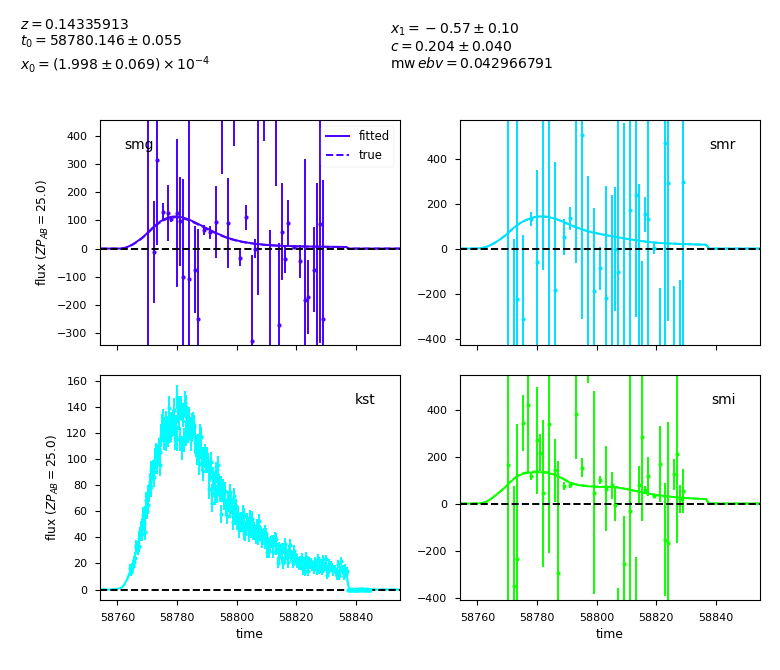 z = 0.14335913
t₀ = 58780.146 ± 0.055
x₀ = (1.998 ± 0.069) × 10⁻⁴
x₁ = −0.57 ± 0.10
c = 0.204 ± 0.040
mw ebv = 0.042966791
smg
fitted
true
400
300
200
100
0
−100
−200
−300
flux (ZP_AB = 25.0)
smr
400
200
0
−200
−400
kst
160
140
120
100
80
60
40
20
0
flux (ZP_AB = 25.0)
58760 58780 58800 58820 58840
time
smi
400
200
0
−200
−400
58760 58780 58800 58820 58840
time